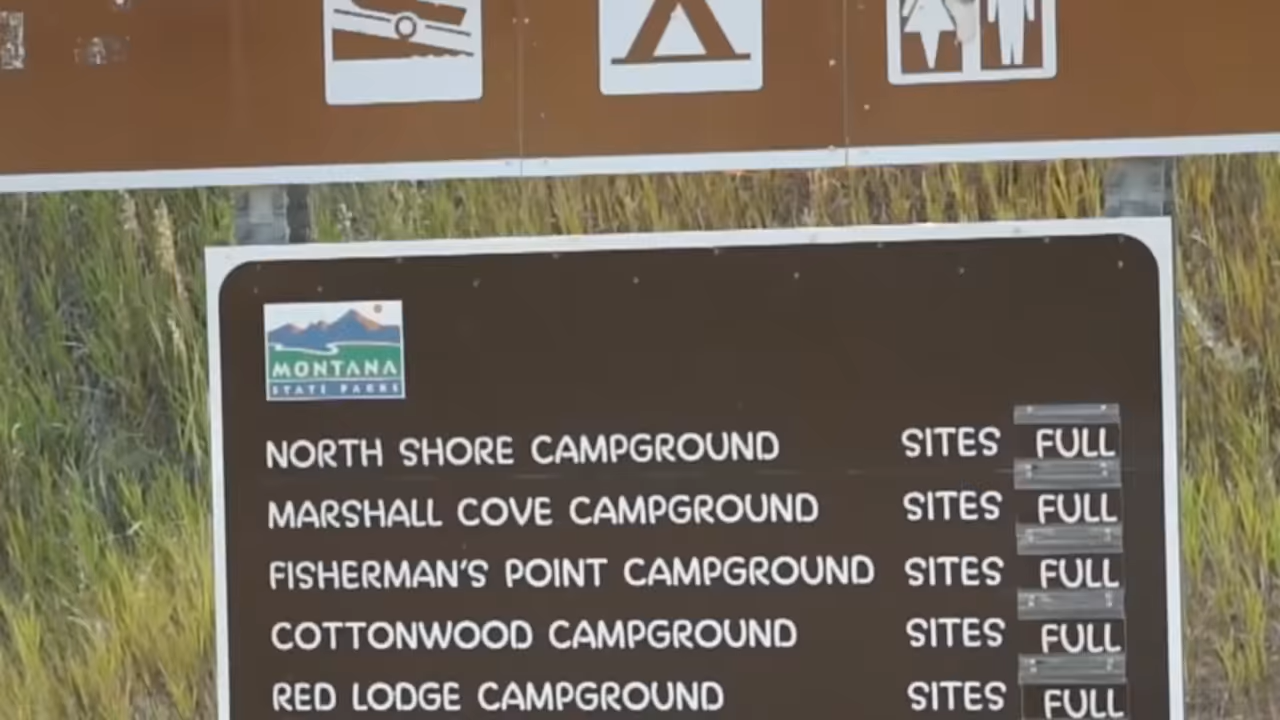 MONTANA
STATE PARKS
NORTH SHORE CAMPGROUND SITES FULL
MARSHALL COVE CAMPGROUND SITES FULL
FISHERMAN'S POINT CAMPGROUND SITES FULL
COTTONWOOD CAMPGROUND SITES FULL
RED LODGE CAMPGROUND SITES FULL